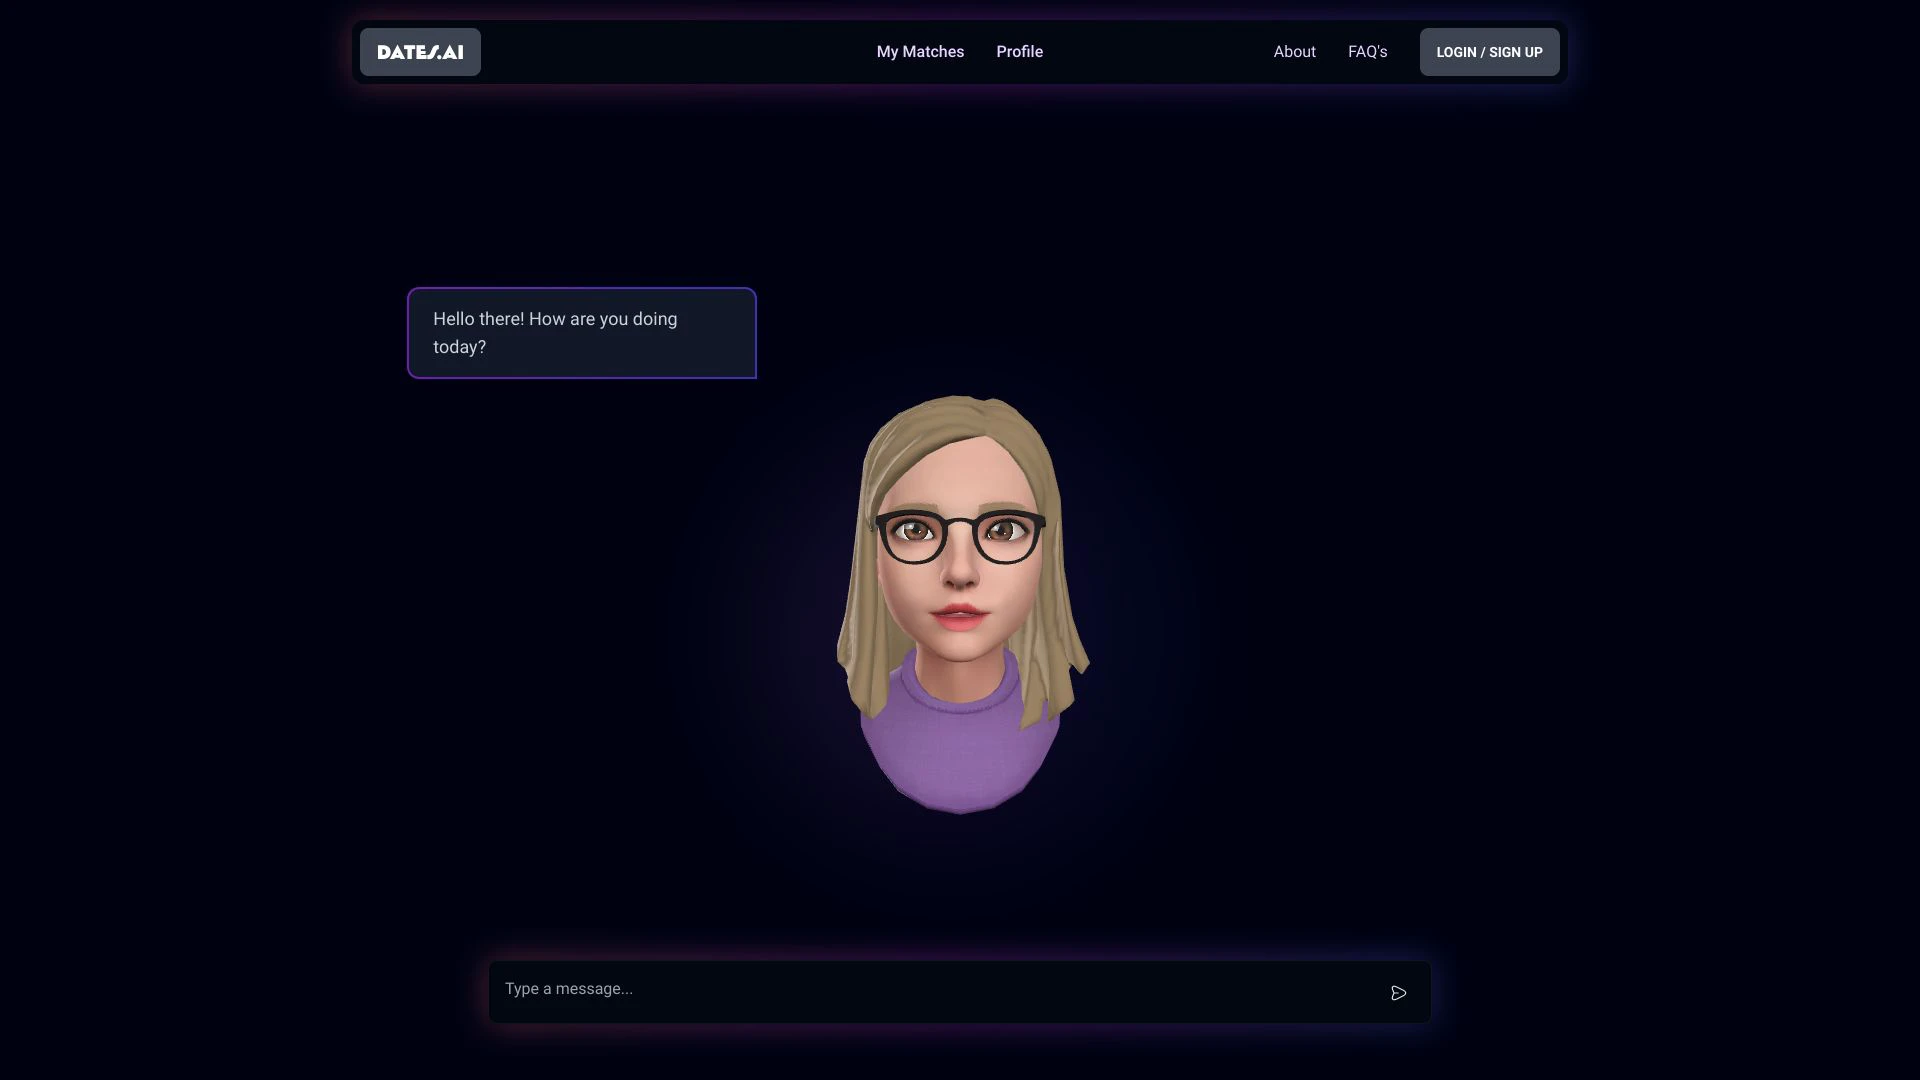 DATES.AI
My Matches
Profile
About
FAQ's
LOGIN / SIGN UP
Hello there! How are you doing
today?
Type a message...